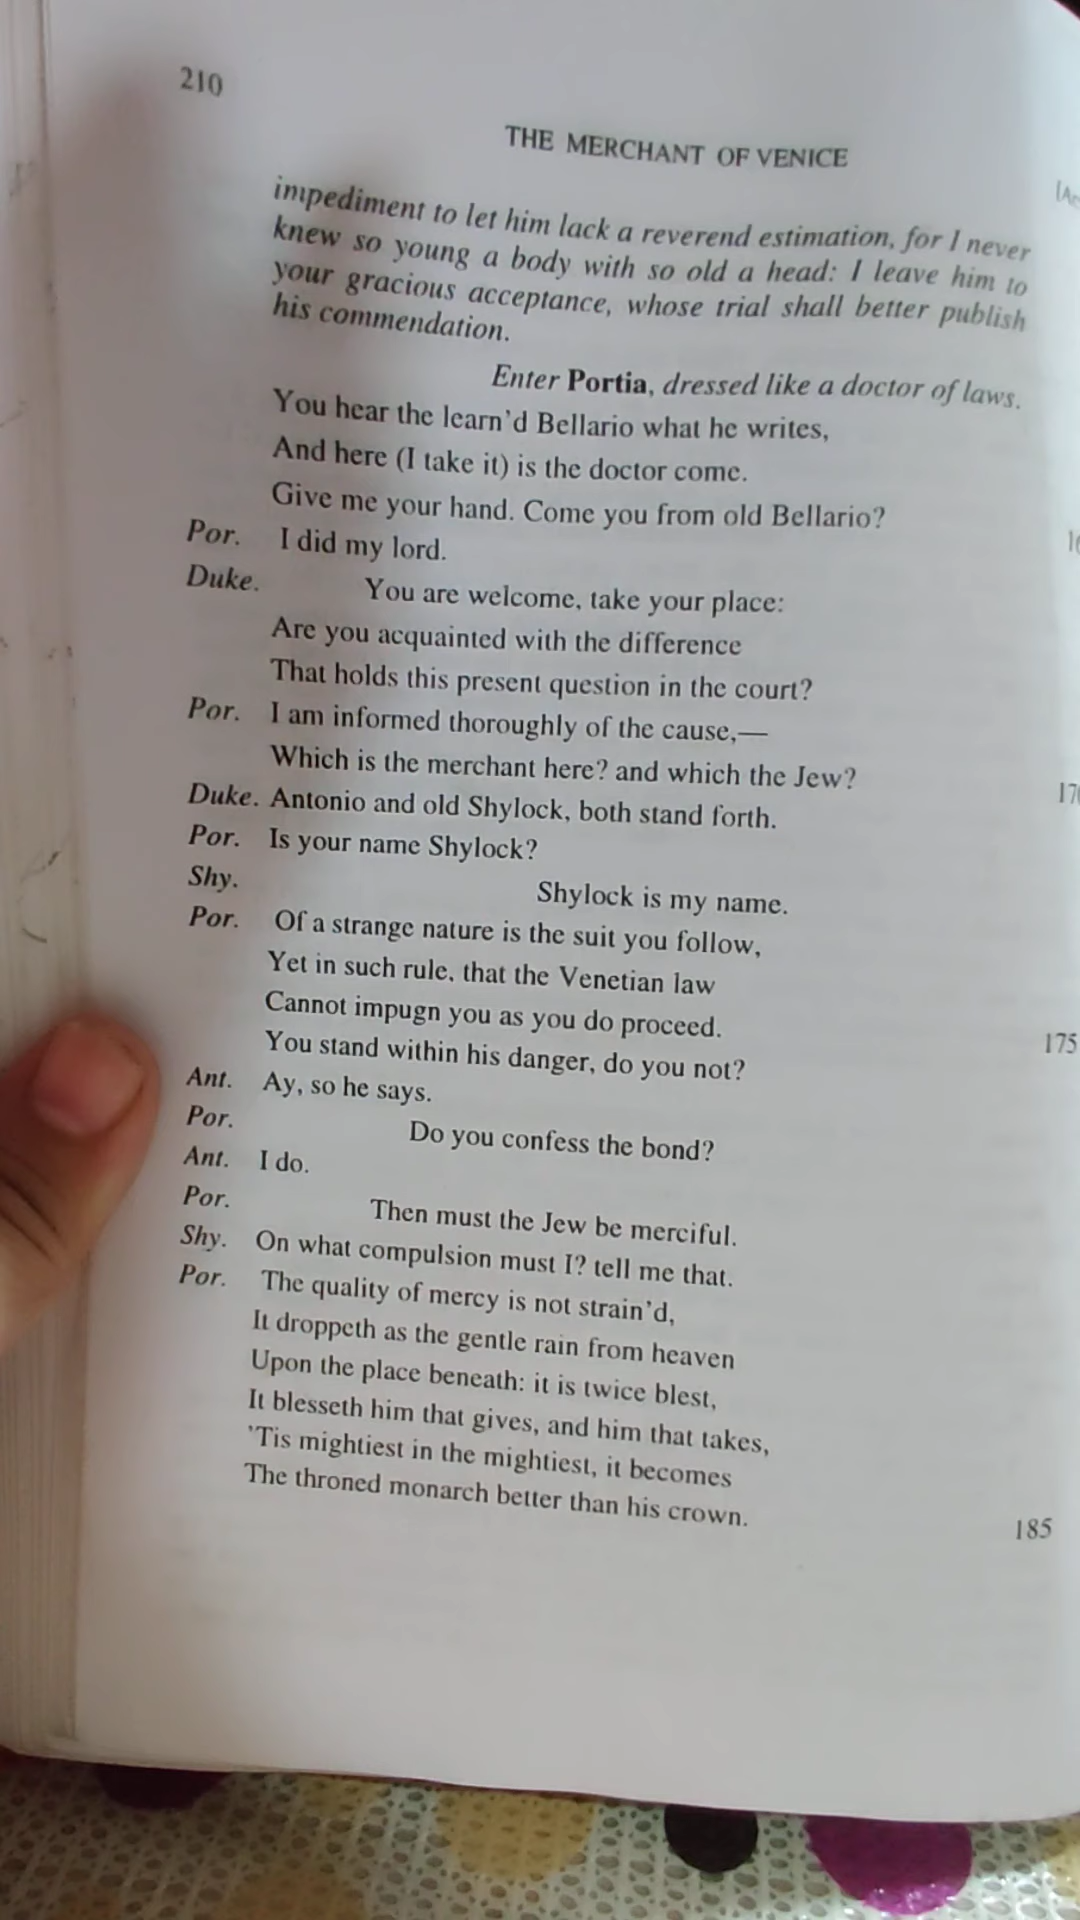 210
THE MERCHANT OF VENICE
impediment to let him lack a reverend estimation, for I never
knew so young a body with so old a head: I leave him to
your gracious acceptance, whose trial shall better publish
his commendation.
Enter Portia, dressed like a doctor of laws.
You hear the learn'd Bellario what he writes,
And here (I take it) is the doctor come.
Give me your hand. Come you from old Bellario?
Por. I did my lord.
Duke. You are welcome, take your place:
Are you acquainted with the difference
That holds this present question in the court?
Por. I am informed thoroughly of the cause,—
Which is the merchant here? and which the Jew?
Duke. Antonio and old Shylock, both stand forth.
Por. Is your name Shylock?
Shy. Shylock is my name.
Por. Of a strange nature is the suit you follow,
Yet in such rule, that the Venetian law
Cannot impugn you as you do proceed. 175
You stand within his danger, do you not?
Ant. Ay, so he says.
Por. Do you confess the bond?
Ant. I do.
Por. Then must the Jew be merciful.
Shy. On what compulsion must I? tell me that.
Por. The quality of mercy is not strain'd,
It droppeth as the gentle rain from heaven
Upon the place beneath: it is twice blest,
It blesseth him that gives, and him that takes,
'Tis mightiest in the mightiest, it becomes
The throned monarch better than his crown. 185